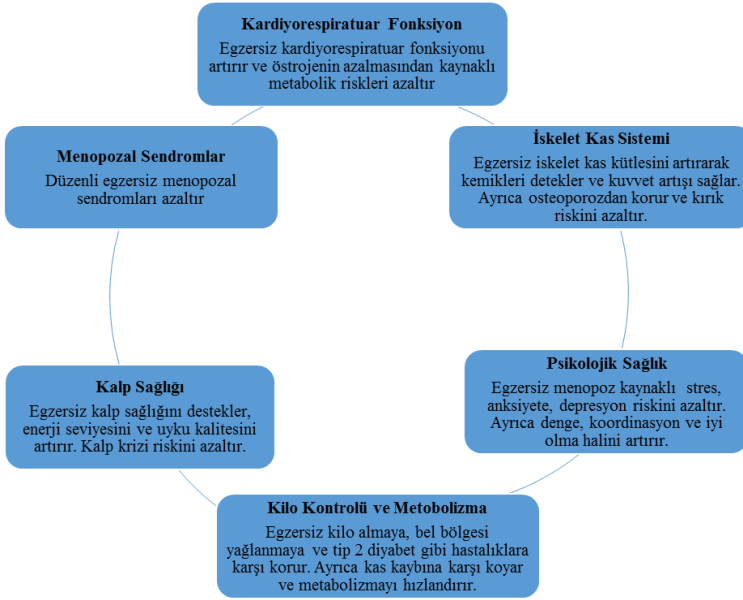 Kardiyorespiratuar Fonksiyon
Egzersiz kardiyorespiratuar fonksiyonu
artırır ve östrojenin azalmasından kaynaklı
metabolik riskleri azaltır
İskelet Kas Sistemi
Egzersiz iskelet kas kütlesini artırarak
kemikleri detekler ve kuvvet artışı sağlar.
Ayrıca osteoporozdan korur ve kırık
riskini azaltır.
Psikolojik Sağlık
Egzersiz menopoz kaynaklı stres,
anksiyete, depresyon riskini azaltır.
Ayrıca denge, koordinasyon ve iyi
olma halini artırır.
Kilo Kontrolü ve Metobolizma
Egzersiz kilo almaya, bel bölgesi
yağlanmaya ve tip 2 diyabet gibi hastalıklara
karşı korur. Ayrıca kas kaybına karşı koyar
ve metabolizmayı hızlandırır.
Kalp Sağlığı
Egzersiz kalp sağlığını destekler,
enerji seviyesini ve uyku kalitesini
artırır. Kalp krizi riskini azaltır.
Menopozal Sendromlar
Düzenli egzersiz menopozal
sendromları azaltır